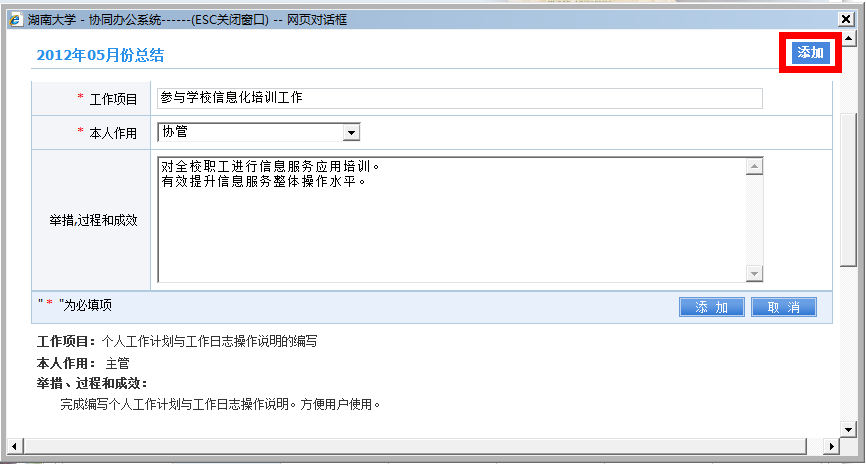 湖南大学 - 协同办公系统------(ESC关闭窗口) -- 网页对话框
2012年05月份总结
添加
* 工作项目
参与学校信息化培训工作
* 本人作用
协管
举措,过程和成效
对全校职工进行信息服务应用培训。
有效提升信息服务整体操作水平。
" * "为必填项
添 加
取 消
工作项目：个人工作计划与工作日志操作说明的编写
本人作用： 主管
举措、过程和成效：
完成编写个人工作计划与工作日志操作说明。方便用户使用。